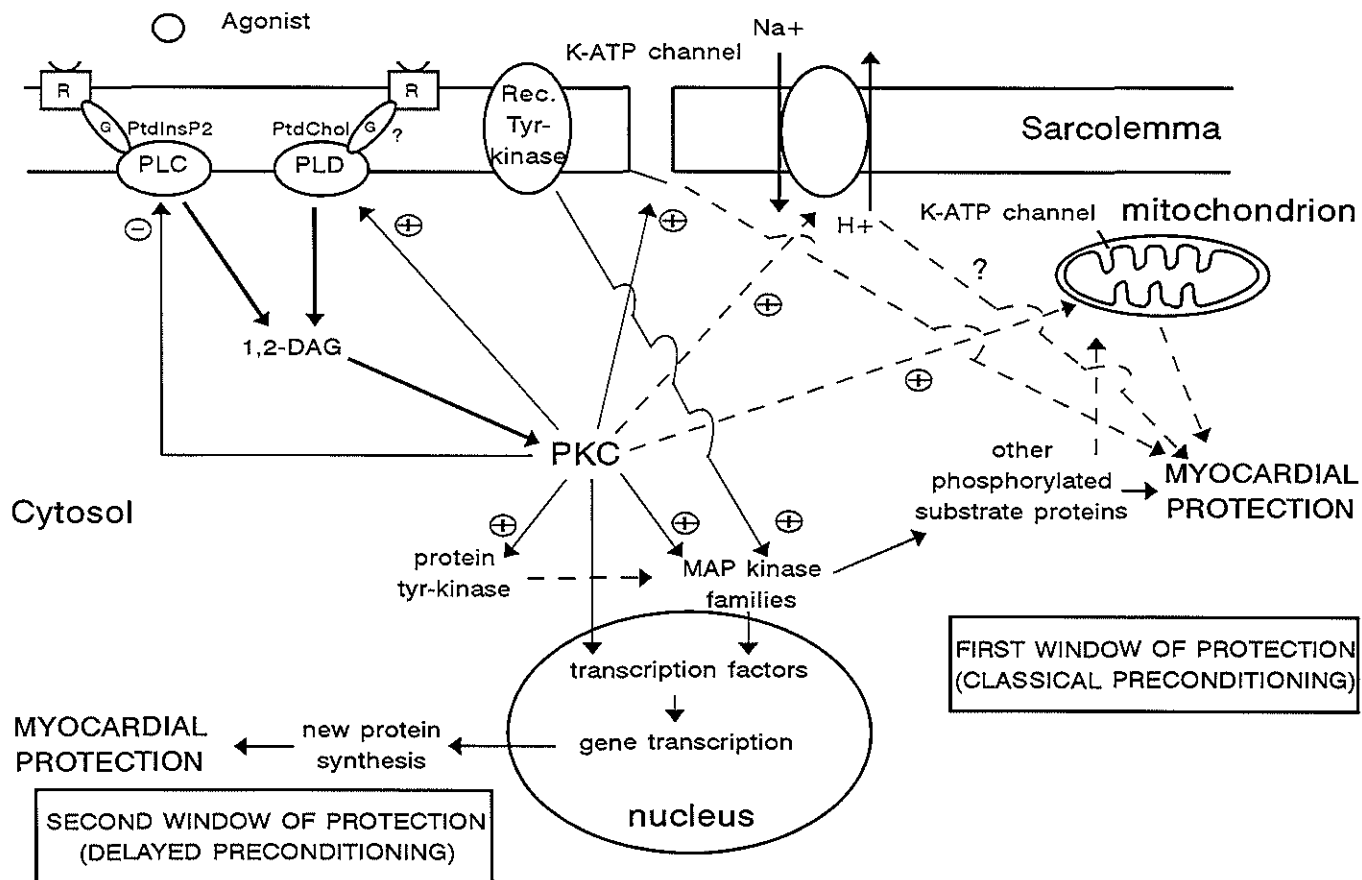 Agonist
Na+
K-ATP channel
R
R
Rec.
Tyr-
kinase
G
PtdInsP2
PtdChol
G
?
Sarcolemma
PLC
PLD
K-ATP channel
mitochondrion
H+
−
+
+
?
+
1,2-DAG
+
PKC
other
phosphorylated
substrate proteins
MYOCARDIAL
PROTECTION
Cytosol
+
+
+
protein
tyr-kinase
MAP kinase
families
FIRST WINDOW OF PROTECTION
(CLASSICAL PRECONDITIONING)
transcription factors
gene transcription
new protein
synthesis
MYOCARDIAL
PROTECTION
nucleus
SECOND WINDOW OF PROTECTION
(DELAYED PRECONDITIONING)